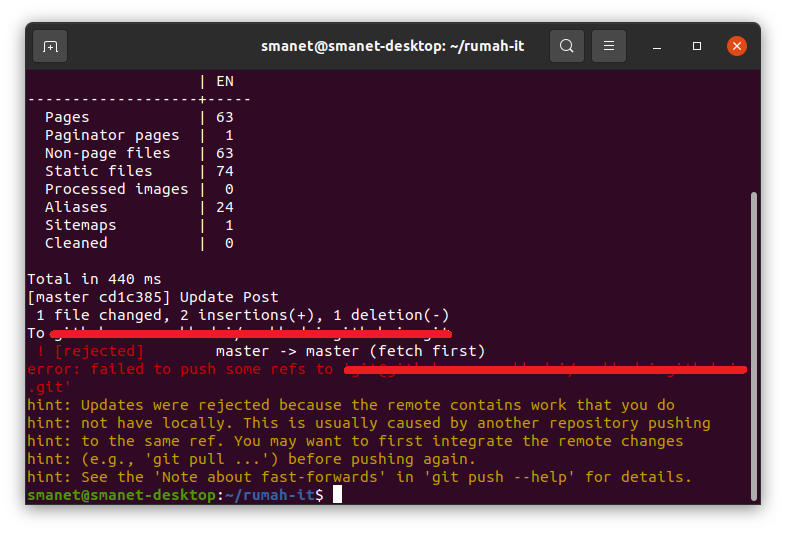 smanet@smanet-desktop: ~/rumah-it
| EN
-------------------+-----
Pages | 63
Paginator pages | 1
Non-page files | 63
Static files | 74
Processed images | 0
Aliases | 24
Sitemaps | 1
Cleaned | 0
Total in 440 ms
[master cd1c385] Update Post
1 file changed, 2 insertions(+), 1 deletion(-)
To
! [rejected] master -> master (fetch first)
error: failed to push some refs to
.git'
hint: Updates were rejected because the remote contains work that you do
hint: not have locally. This is usually caused by another repository pushing
hint: to the same ref. You may want to first integrate the remote changes
hint: (e.g., 'git pull ...') before pushing again.
hint: See the 'Note about fast-forwards' in 'git push --help' for details.
smanet@smanet-desktop:~/rumah-it$